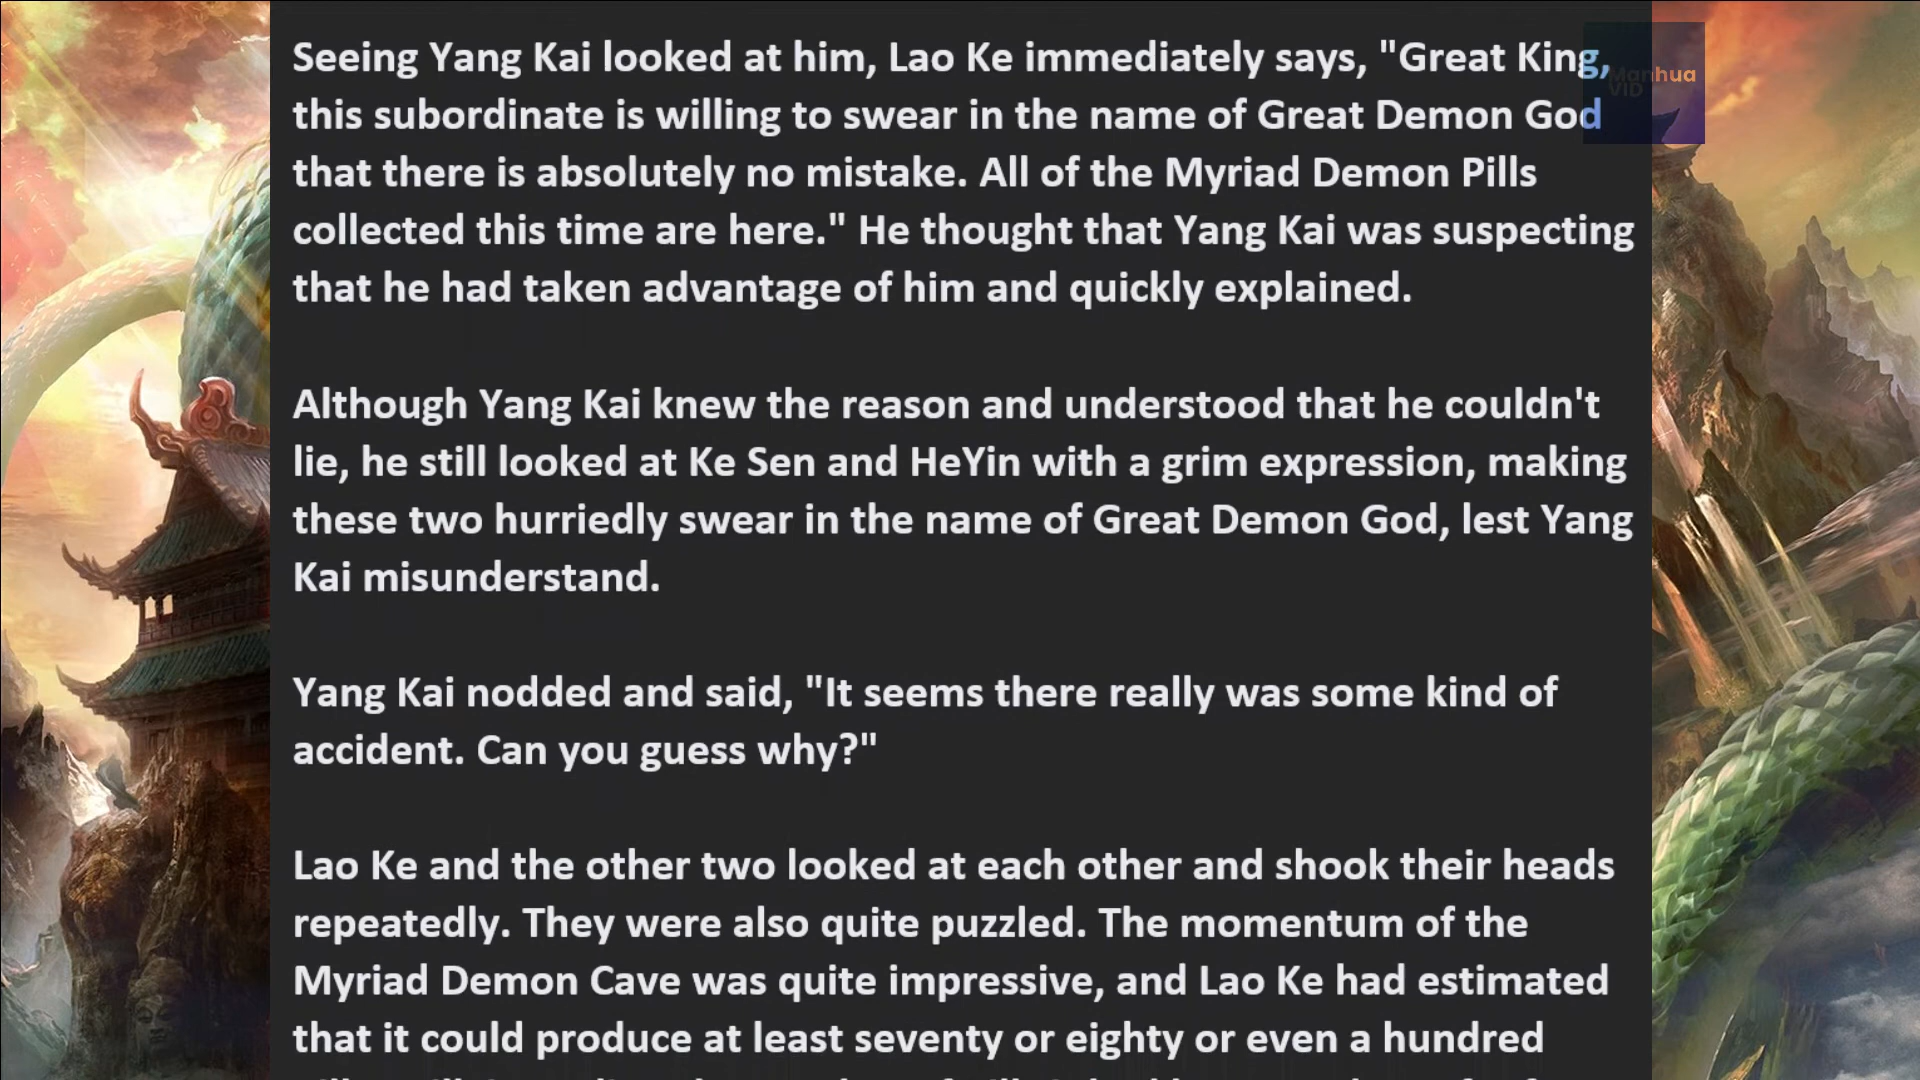 Seeing Yang Kai looked at him, Lao Ke immediately says, "Great King,
this subordinate is willing to swear in the name of Great Demon God
that there is absolutely no mistake. All of the Myriad Demon Pills
collected this time are here." He thought that Yang Kai was suspecting
that he had taken advantage of him and quickly explained.
Although Yang Kai knew the reason and understood that he couldn't
lie, he still looked at Ke Sen and HeYin with a grim expression, making
these two hurriedly swear in the name of Great Demon God, lest Yang
Kai misunderstand.
Yang Kai nodded and said, "It seems there really was some kind of
accident. Can you guess why?"
Lao Ke and the other two looked at each other and shook their heads
repeatedly. They were also quite puzzled. The momentum of the
Myriad Demon Cave was quite impressive, and Lao Ke had estimated
that it could produce at least seventy or eighty or even a hundred
Manhua
VID